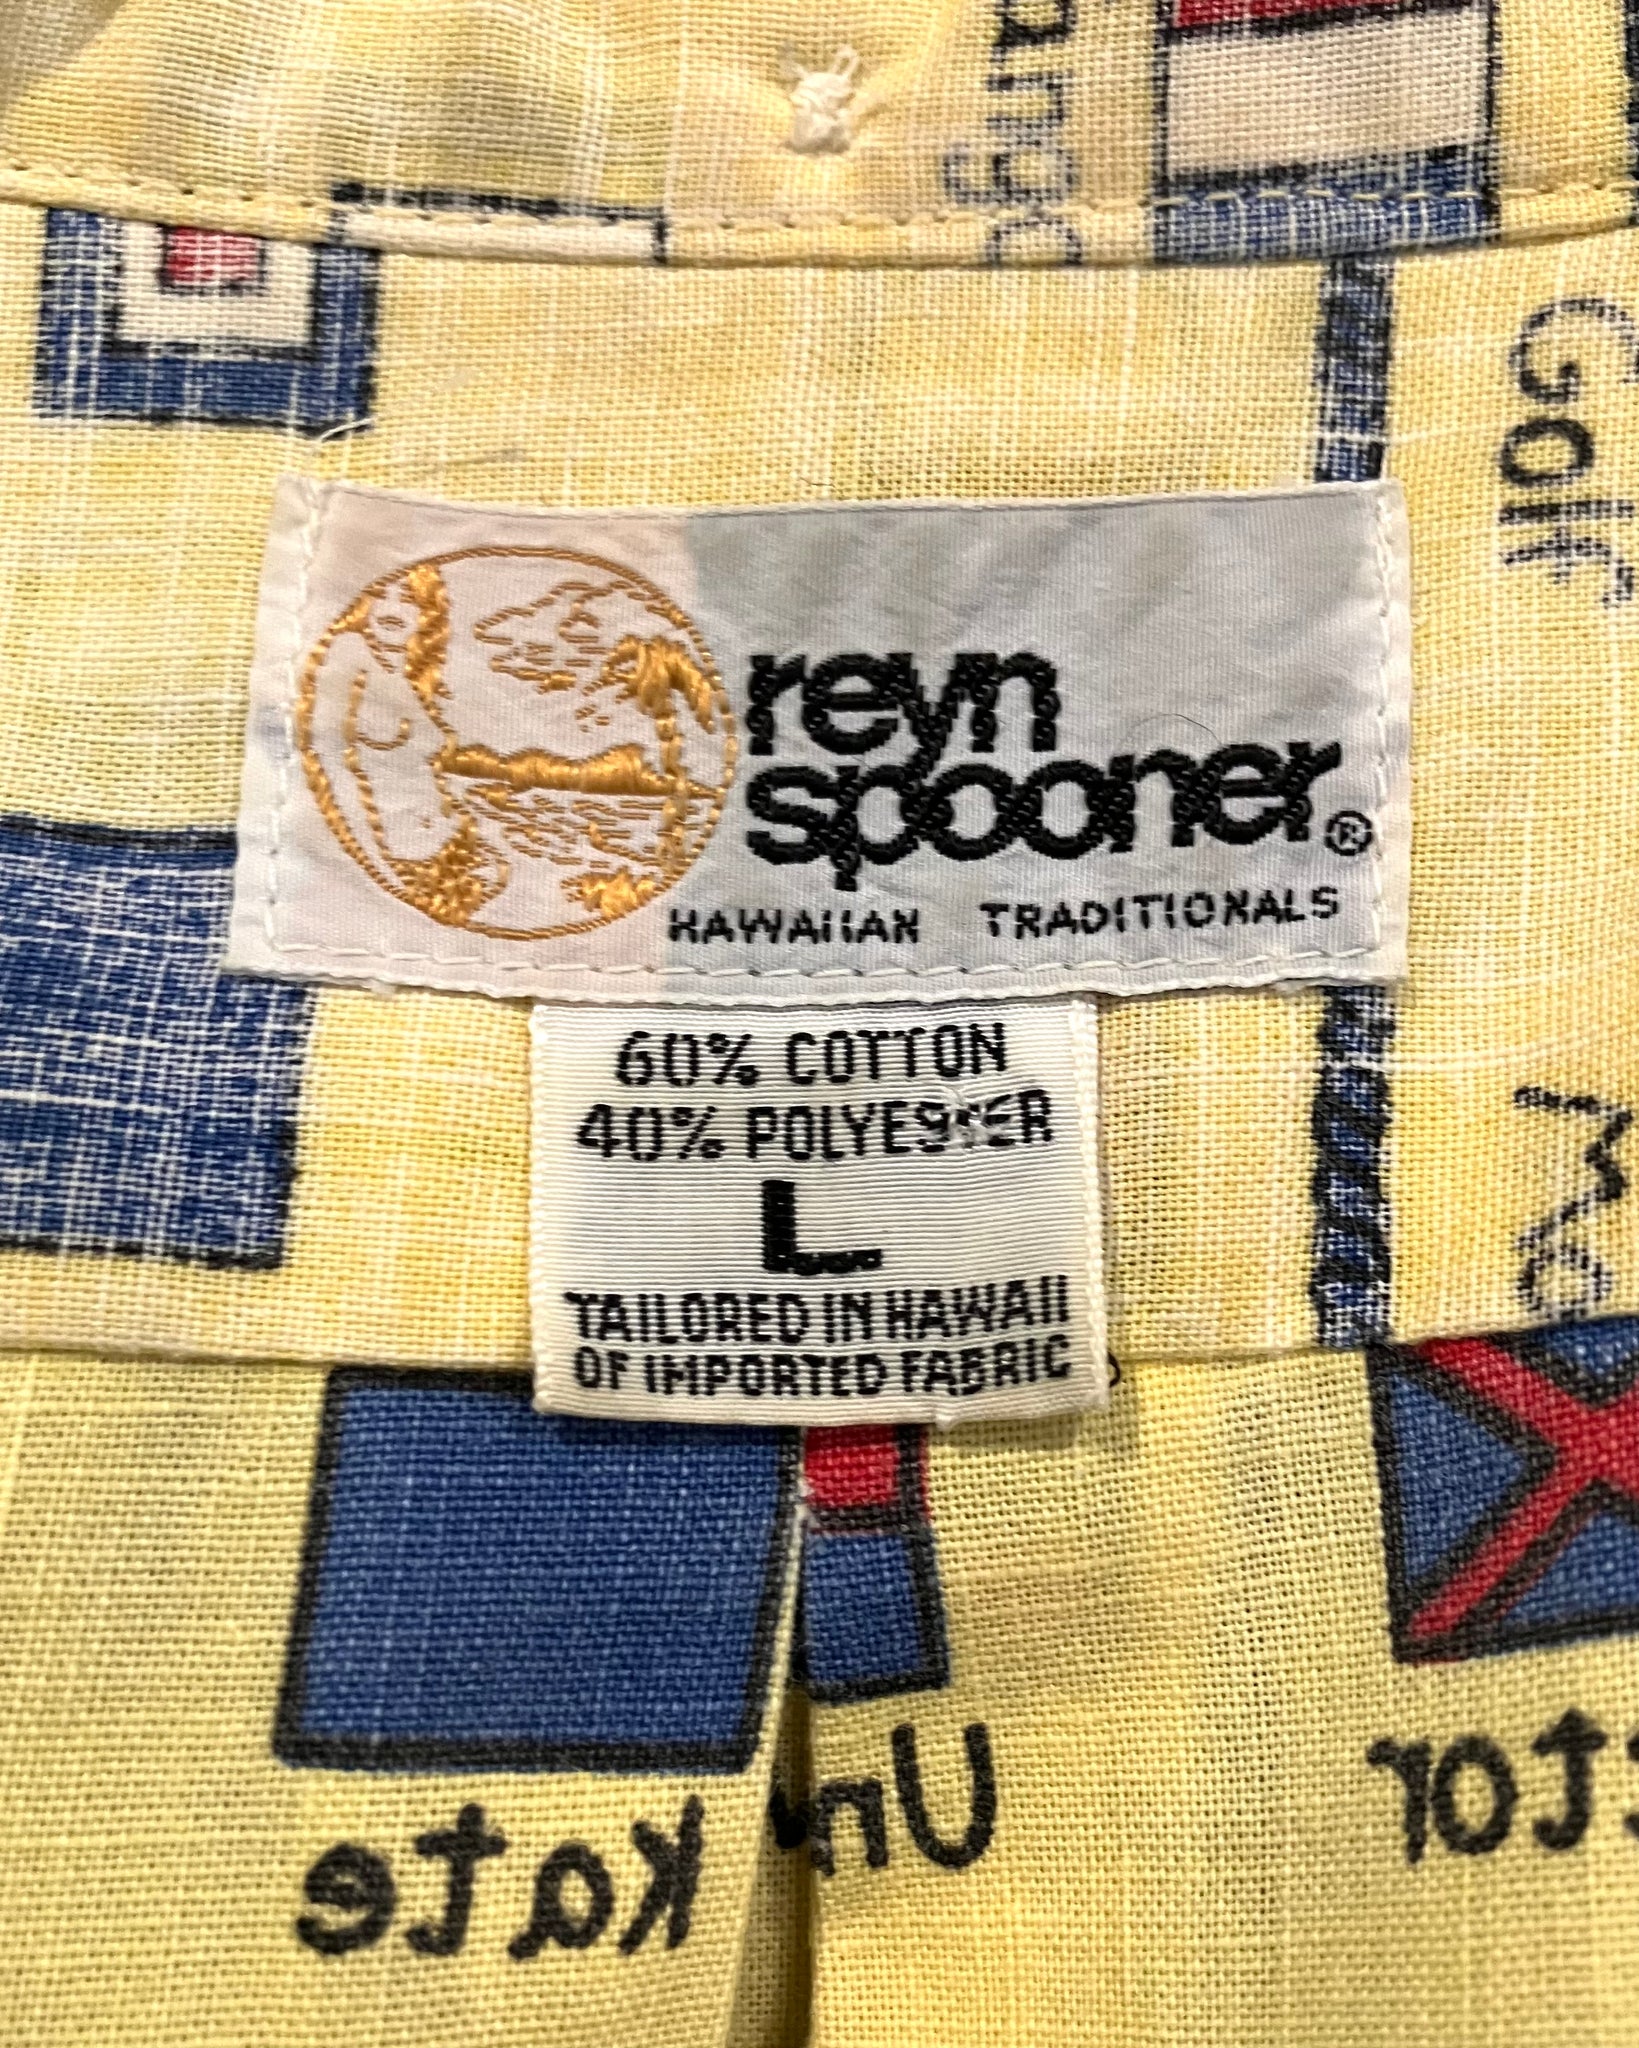 Golf
reyn
spooner®
HAWAIIAN TRADITIONALS
60% COTTON
40% POLYESTER
L
TAILORED IN HAWAII
OF IMPORTED FABRIC
Kate